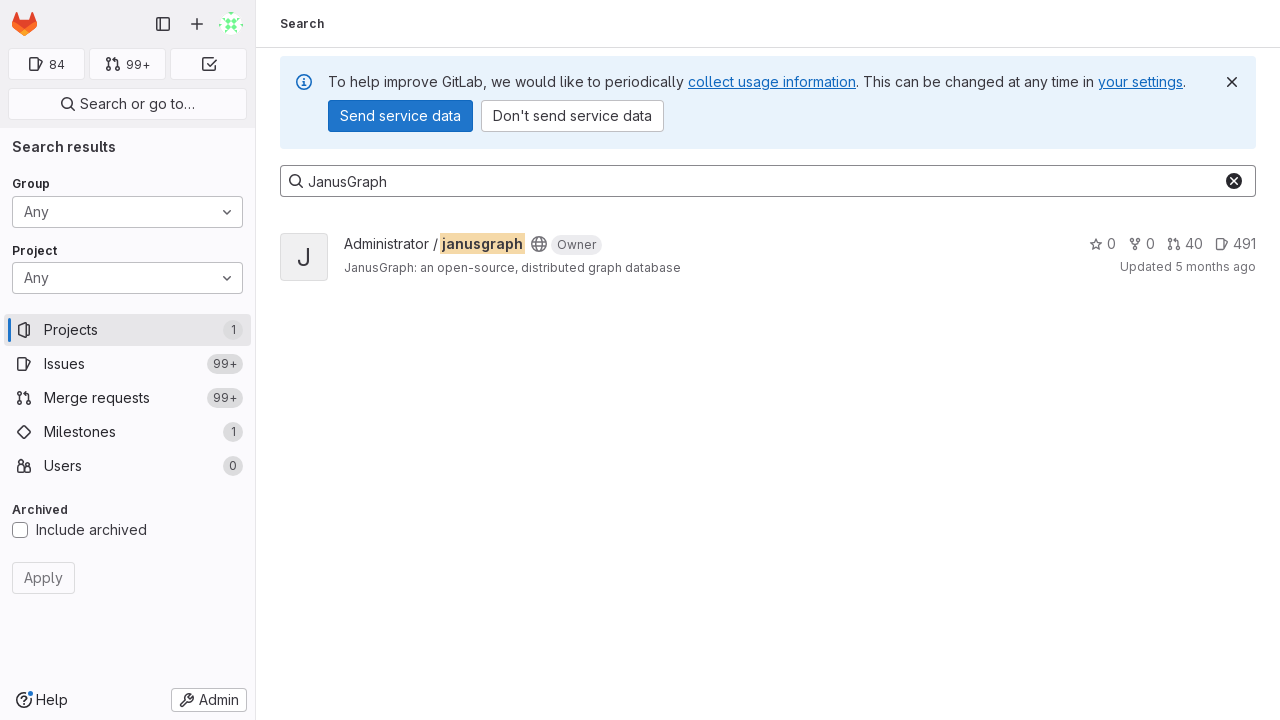 Search
84
99+
Search or go to…
Search results
Group
Any
Project
Any
Projects 1
Issues 99+
Merge requests 99+
Milestones 1
Users 0
Archived
Include archived
Apply
Help
Admin
To help improve GitLab, we would like to periodically collect usage information. This can be changed at any time in your settings.
Send service data
Don't send service data
JanusGraph
J
Administrator / janusgraph Owner
0 0 40 491
JanusGraph: an open-source, distributed graph database
Updated 5 months ago